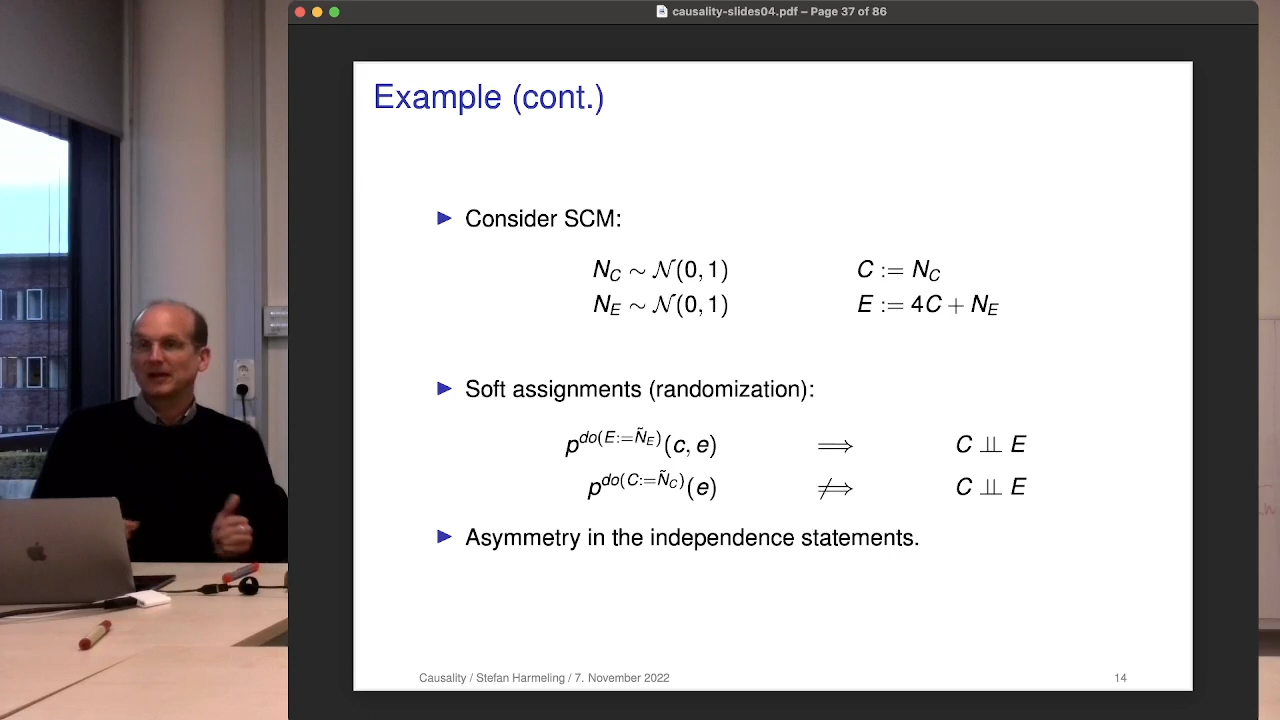 causality-slides04.pdf – Page 37 of 86
Example (cont.)
▶ Consider SCM:
N_C ∼ 𝒩(0, 1) C := N_C
N_E ∼ 𝒩(0, 1) E := 4C + N_E
▶ Soft assignments (randomization):
p^{do(E:=Ñ_E)}(c, e) ⟹ C ⫫ E
p^{do(C:=Ñ_C)}(e) ⇏ C ⫫ E
▶ Asymmetry in the independence statements.
Causality / Stefan Harmeling / 7. November 2022 14